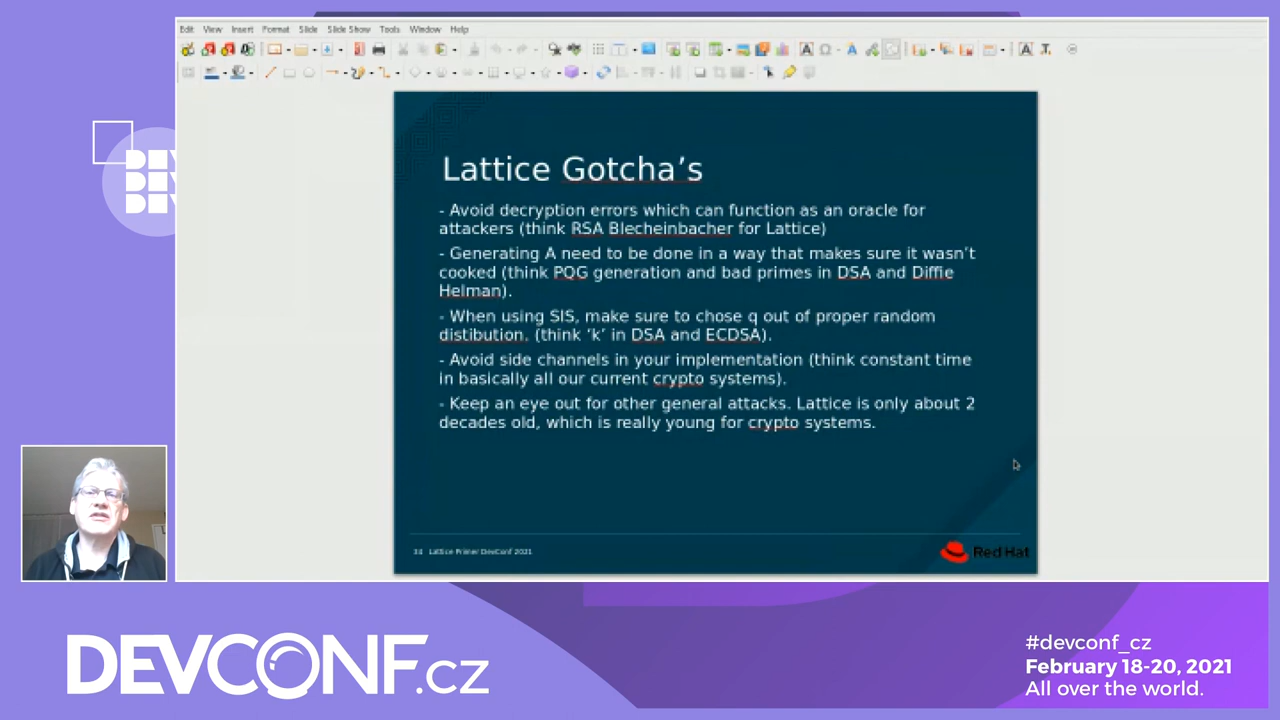 Edit View Insert Format Slide Slide Show Tools Window Help
Lattice Gotcha's
- Avoid decryption errors which can function as an oracle for
attackers (think RSA Blecheinbacher for Lattice)
- Generating A need to be done in a way that makes sure it wasn't
cooked (think PQG generation and bad primes in DSA and Diffie
Helman).
- When using SIS, make sure to chose q out of proper random
distibution. (think 'k' in DSA and ECDSA).
- Avoid side channels in your implementation (think constant time
in basically all our current crypto systems).
- Keep an eye out for other general attacks. Lattice is only about 2
decades old, which is really young for crypto systems.
Lattice Primer DevConf 2021
Red Hat
DEVCONF.cz
#devconf_cz
February 18-20, 2021
All over the world.